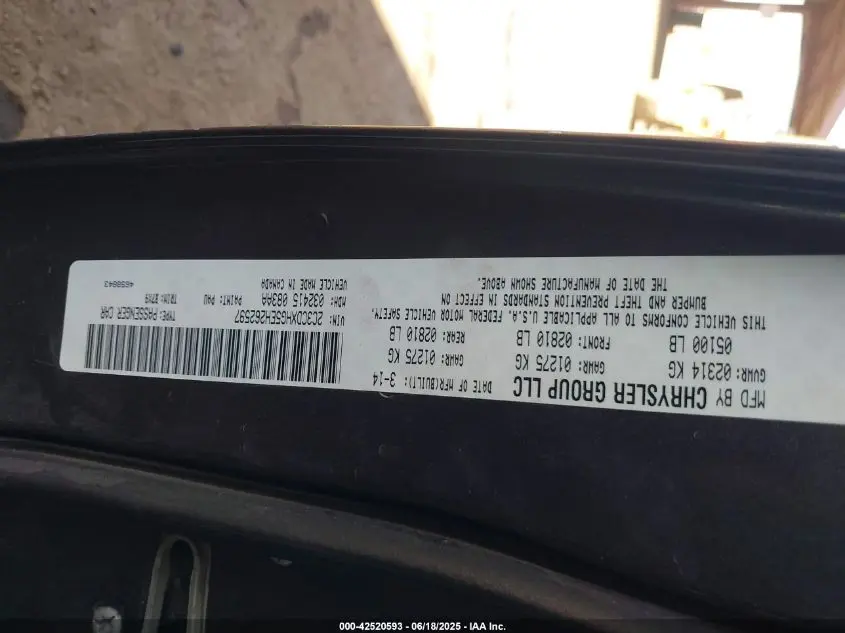 MFD BY CHRYSLER GROUP LLC
DATE OF MFR(BUILT): 3-14
GVWR: 02314 KG
GAWR: 01275 KG
GAWR: 01275 KG
05100 LB
FRONT: 02810 LB
REAR: 02810 LB
THIS VEHICLE CONFORMS TO ALL APPLICABLE U.S.A. FEDERAL MOTOR VEHICLE SAFETY,
BUMPER AND THEFT PREVENTION STANDARDS IN EFFECT ON
THE DATE OF MANUFACTURE SHOWN ABOVE.
VIN: 2C3CDXHG5EH262597
TYPE: PASSENGER CAR
MDH: 032415 083AA
PAINT: PAU
TRIM: B7X9
VEHICLE MADE IN CANADA
4658843
000-42520593 - 06/18/2025 - IAA Inc.